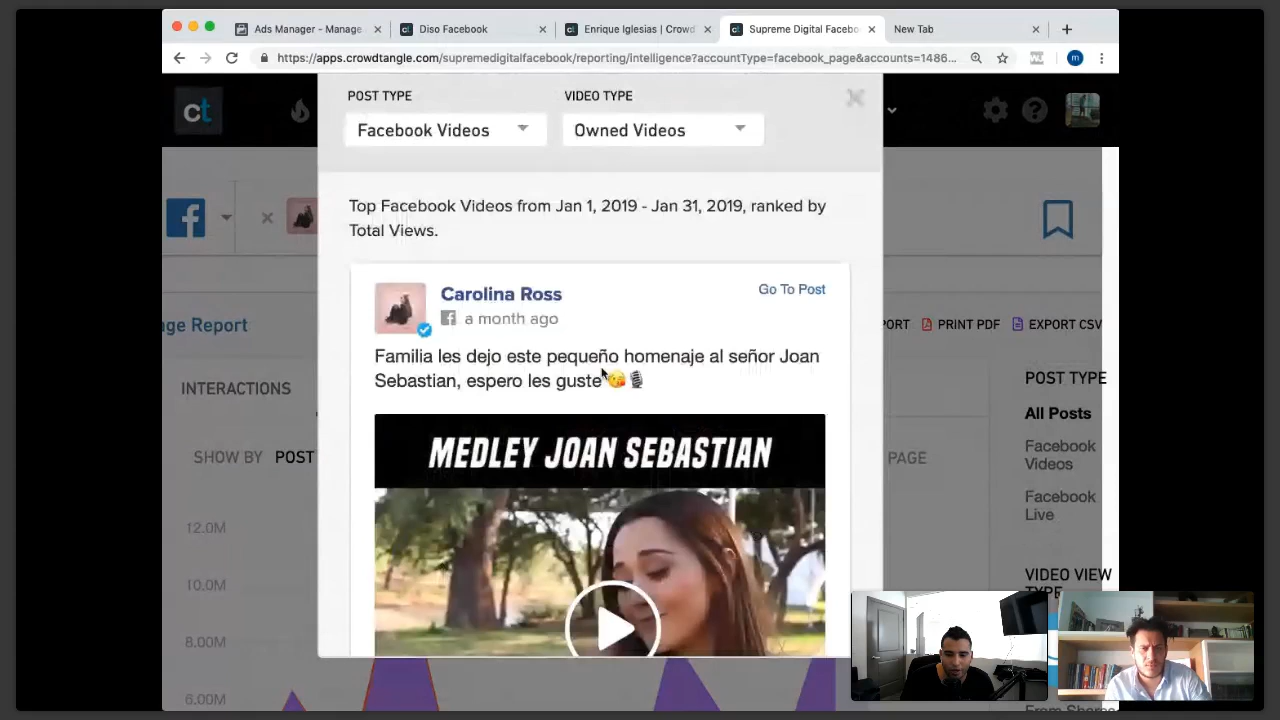 Ads Manager - Manage
Diso Facebook
Enrique Iglesias | Crowd
Supreme Digital Facebo
New Tab
https://apps.crowdtangle.com/supremedigitalfacebook/reporting/intelligence?accountType=facebook_page&accounts=1486...
m
ct
POST TYPE
VIDEO TYPE
Facebook Videos
Owned Videos
Top Facebook Videos from Jan 1, 2019 - Jan 31, 2019, ranked by
Total Views.
Carolina Ross
Go To Post
a month ago
Familia les dejo este pequeño homenaje al señor Joan
Sebastian, espero les guste
MEDLEY JOAN SEBASTIAN
ge Report
PORT
PRINT PDF
EXPORT CSV
INTERACTIONS
SHOW BY POST
PAGE
12.0M
10.0M
8.00M
6.00M
POST TYPE
All Posts
Facebook
Videos
Facebook
Live
VIDEO VIEW
TYPE
From Shares